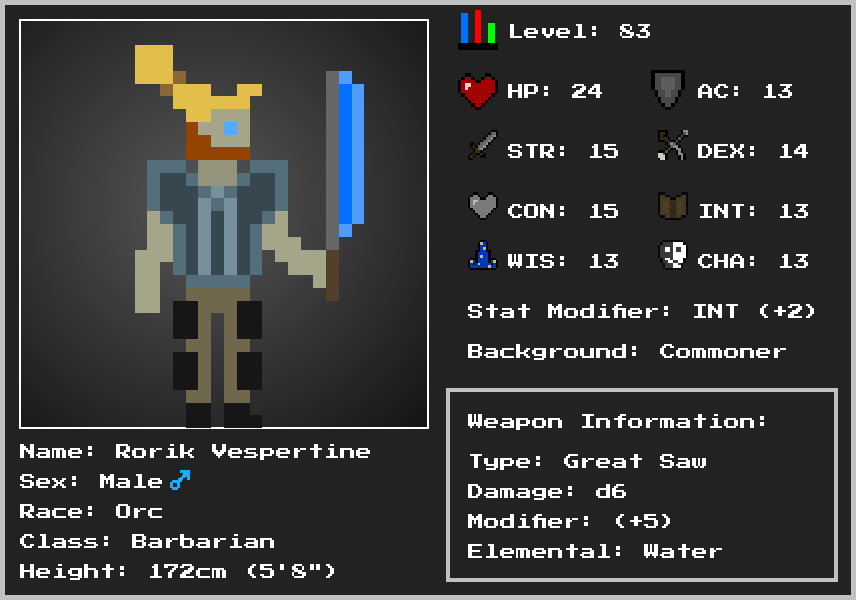 Level: 83
HP: 24 AC: 13
STR: 15 DEX: 14
CON: 15 INT: 13
WIS: 13 CHA: 13
Stat Modifier: INT (+2)
Background: Commoner
Weapon Information:
Type: Great Saw
Damage: d6
Modifier: (+5)
Elemental: Water
Name: Rorik Vespertine
Sex: Male♂
Race: Orc
Class: Barbarian
Height: 172cm (5'8")